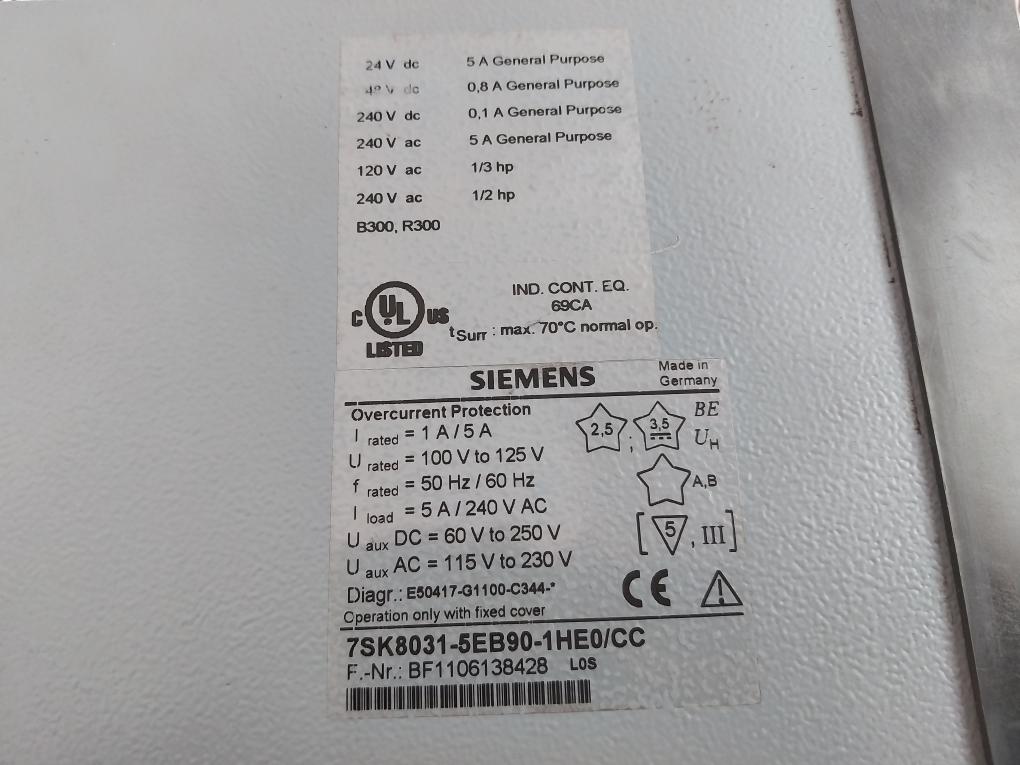 24 V dc 5 A General Purpose
48 V dc 0,8 A General Purpose
240 V dc 0,1 A General Purpose
240 V ac 5 A General Purpose
120 V ac 1/3 hp
240 V ac 1/2 hp
B300, R300
IND. CONT. EQ.
69CA
C UL US
LISTED
tSurr : max. 70°C normal op.
SIEMENS
Made in
Germany
Overcurrent Protection
I rated = 1 A / 5 A
U rated = 100 V to 125 V
f rated = 50 Hz / 60 Hz
I load = 5 A / 240 V AC
U aux DC = 60 V to 250 V
U aux AC = 115 V to 230 V
2,5 ; 3,5 BE
UH
A,B
[ 5 , III ]
CE
Diagr.: E50417-G1100-C344-*
Operation only with fixed cover
7SK8031-5EB90-1HE0/CC
F.-Nr.: BF1106138428 L0S